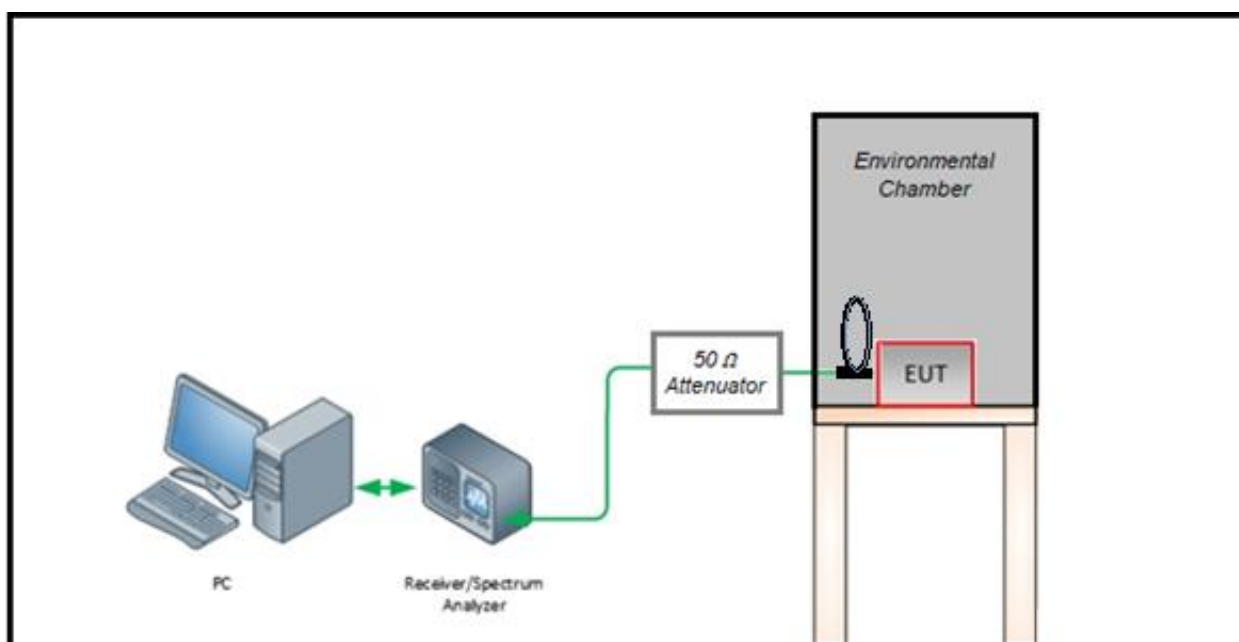 Environmental
Chamber
50 Ω
Attenuator
EUT
PC
Receiver/Spectrum
Analyzer